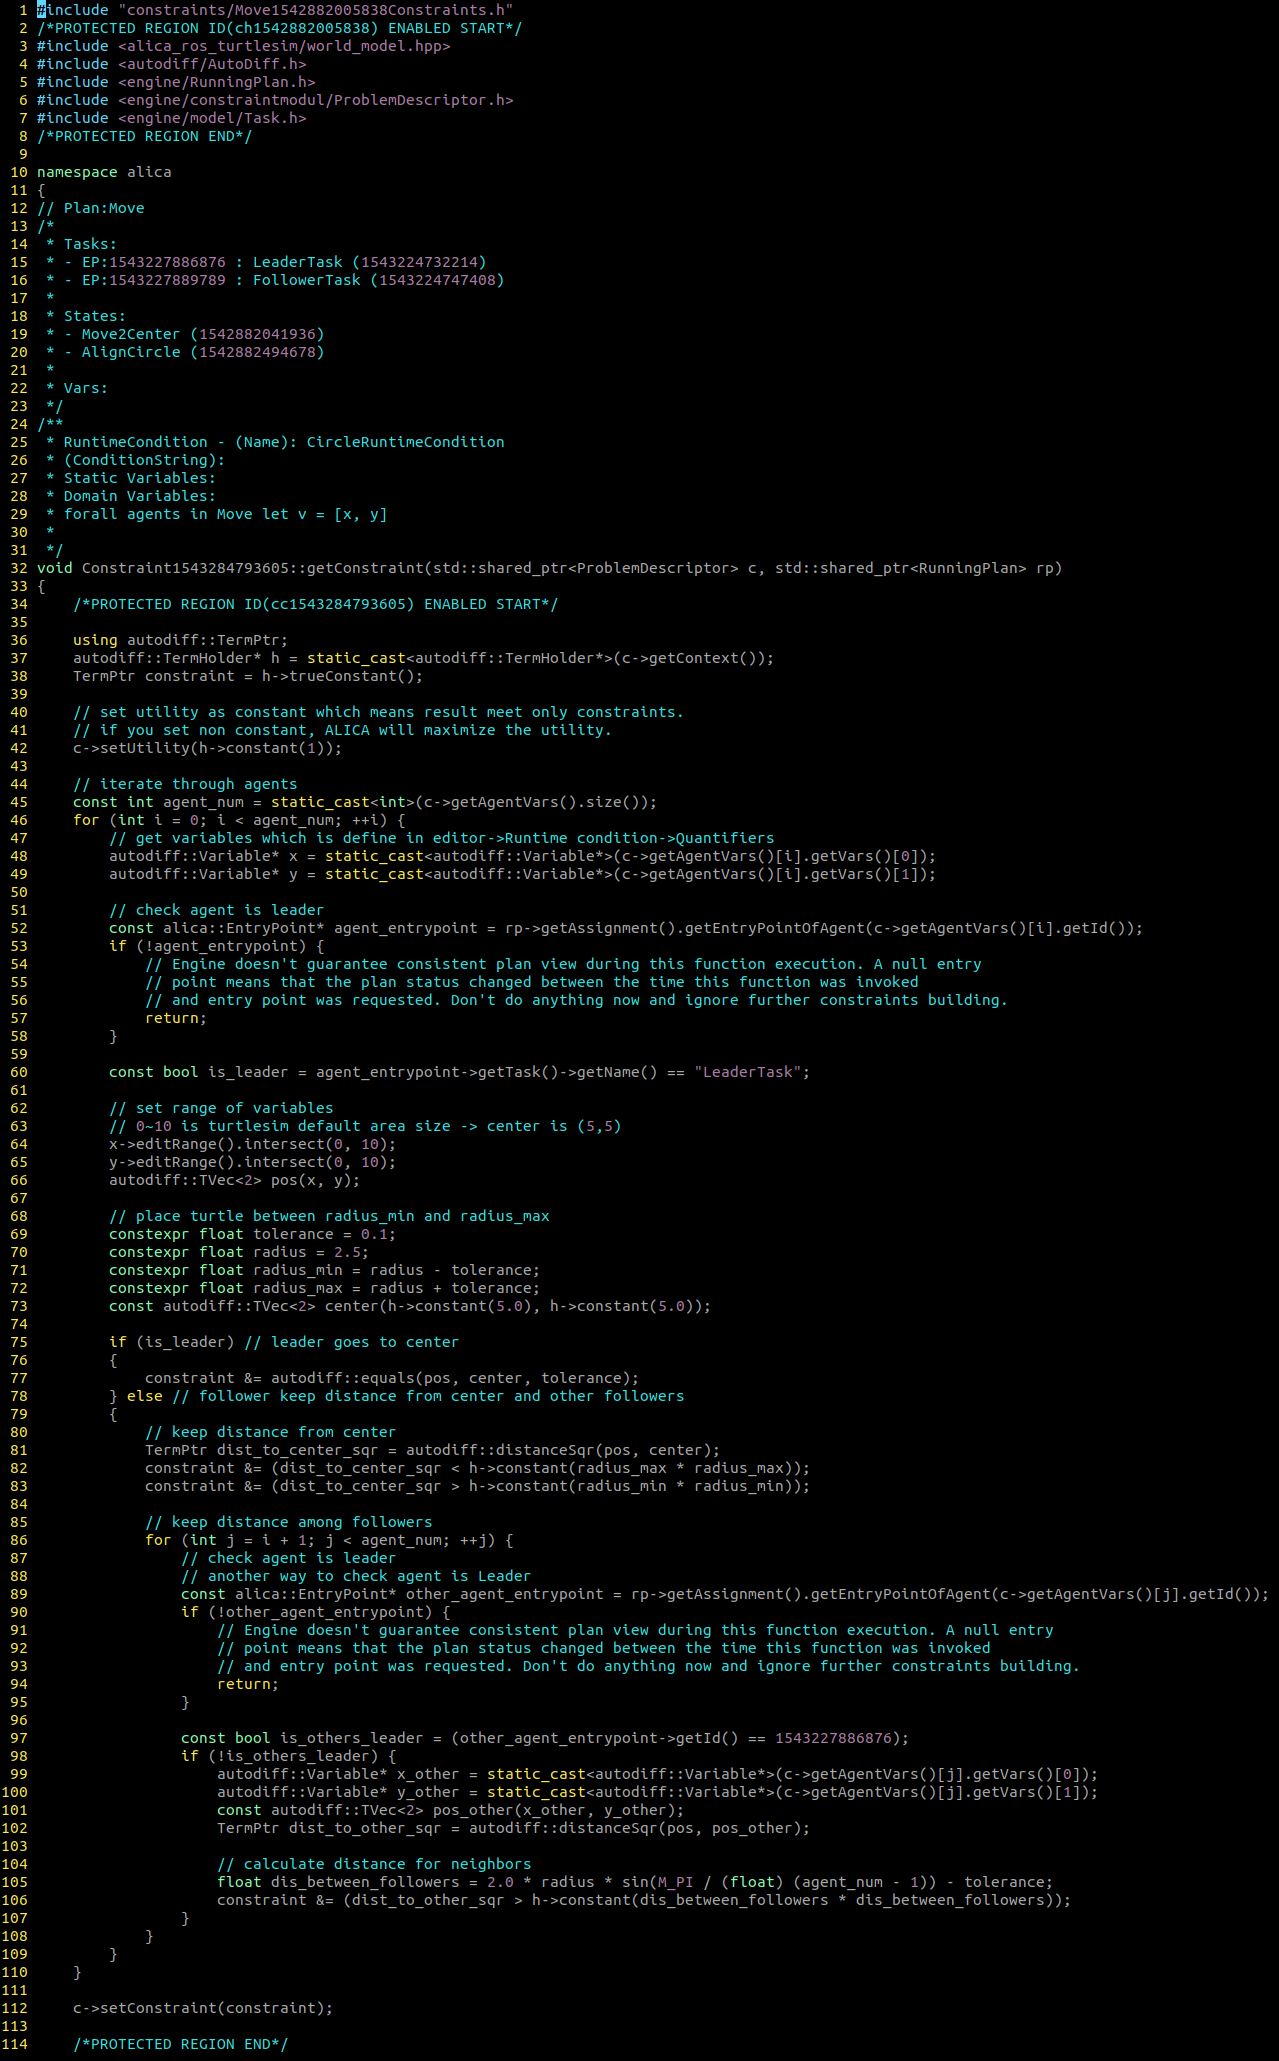 1 #include "constraints/Move1542882005838Constraints.h"
2 /*PROTECTED REGION ID(ch1542882005838) ENABLED START*/
3 #include <alica_ros_turtlesim/world_model.hpp>
4 #include <autodiff/AutoDiff.h>
5 #include <engine/RunningPlan.h>
6 #include <engine/constraintmodul/ProblemDescriptor.h>
7 #include <engine/model/Task.h>
8 /*PROTECTED REGION END*/
9
10 namespace alica
11 {
12 // Plan:Move
13 /*
14  * Tasks:
15  * - EP:1543227886876 : LeaderTask (1543224732214)
16  * - EP:1543227889789 : FollowerTask (1543224747408)
17  *
18  * States:
19  * - Move2Center (1542882041936)
20  * - AlignCircle (1542882494678)
21  *
22  * Vars:
23  */
24 /**
25  * RuntimeCondition - (Name): CircleRuntimeCondition
26  * (ConditionString):
27  * Static Variables:
28  * Domain Variables:
29  * forall agents in Move let v = [x, y]
30  *
31  */
32 void Constraint1543284793605::getConstraint(std::shared_ptr<ProblemDescriptor> c, std::shared_ptr<RunningPlan> rp)
33 {
34     /*PROTECTED REGION ID(cc1543284793605) ENABLED START*/
35
36     using autodiff::TermPtr;
37     autodiff::TermHolder* h = static_cast<autodiff::TermHolder*>(c->getContext());
38     TermPtr constraint = h->trueConstant();
39
40     // set utility as constant which means result meet only constraints.
41     // if you set non constant, ALICA will maximize the utility.
42     c->setUtility(h->constant(1));
43
44     // iterate through agents
45     const int agent_num = static_cast<int>(c->getAgentVars().size());
46     for (int i = 0; i < agent_num; ++i) {
47         // get variables which is define in editor->Runtime condition->Quantifiers
48         autodiff::Variable* x = static_cast<autodiff::Variable*>(c->getAgentVars()[i].getVars()[0]);
49         autodiff::Variable* y = static_cast<autodiff::Variable*>(c->getAgentVars()[i].getVars()[1]);
50
51         // check agent is leader
52         const alica::EntryPoint* agent_entrypoint = rp->getAssignment().getEntryPointOfAgent(c->getAgentVars()[i].getId());
53         if (!agent_entrypoint) {
54             // Engine doesn't guarantee consistent plan view during this function execution. A null entry
55             // point means that the plan status changed between the time this function was invoked
56             // and entry point was requested. Don't do anything now and ignore further constraints building.
57             return;
58         }
59
60         const bool is_leader = agent_entrypoint->getTask()->getName() == "LeaderTask";
61
62         // set range of variables
63         // 0~10 is turtlesim default area size -> center is (5,5)
64         x->editRange().intersect(0, 10);
65         y->editRange().intersect(0, 10);
66         autodiff::TVec<2> pos(x, y);
67
68         // place turtle between radius_min and radius_max
69         constexpr float tolerance = 0.1;
70         constexpr float radius = 2.5;
71         constexpr float radius_min = radius - tolerance;
72         constexpr float radius_max = radius + tolerance;
73         const autodiff::TVec<2> center(h->constant(5.0), h->constant(5.0));
74
75         if (is_leader) // leader goes to center
76         {
77             constraint &= autodiff::equals(pos, center, tolerance);
78         } else // follower keep distance from center and other followers
79         {
80             // keep distance from center
81             TermPtr dist_to_center_sqr = autodiff::distanceSqr(pos, center);
82             constraint &= (dist_to_center_sqr < h->constant(radius_max * radius_max));
83             constraint &= (dist_to_center_sqr > h->constant(radius_min * radius_min));
84
85             // keep distance among followers
86             for (int j = i + 1; j < agent_num; ++j) {
87                 // check agent is leader
88                 // another way to check agent is Leader
89                 const alica::EntryPoint* other_agent_entrypoint = rp->getAssignment().getEntryPointOfAgent(c->getAgentVars()[j].getId());
90                 if (!other_agent_entrypoint) {
91                     // Engine doesn't guarantee consistent plan view during this function execution. A null entry
92                     // point means that the plan status changed between the time this function was invoked
93                     // and entry point was requested. Don't do anything now and ignore further constraints building.
94                     return;
95                 }
96
97                 const bool is_others_leader = (other_agent_entrypoint->getId() == 1543227886876);
98                 if (!is_others_leader) {
99                     autodiff::Variable* x_other = static_cast<autodiff::Variable*>(c->getAgentVars()[j].getVars()[0]);
100                     autodiff::Variable* y_other = static_cast<autodiff::Variable*>(c->getAgentVars()[j].getVars()[1]);
101                     const autodiff::TVec<2> pos_other(x_other, y_other);
102                     TermPtr dist_to_other_sqr = autodiff::distanceSqr(pos, pos_other);
103
104                     // calculate distance for neighbors
105                     float dis_between_followers = 2.0 * radius * sin(M_PI / (float) (agent_num - 1)) - tolerance;
106                     constraint &= (dist_to_other_sqr > h->constant(dis_between_followers * dis_between_followers));
107                 }
108             }
109         }
110     }
111
112     c->setConstraint(constraint);
113
114     /*PROTECTED REGION END*/